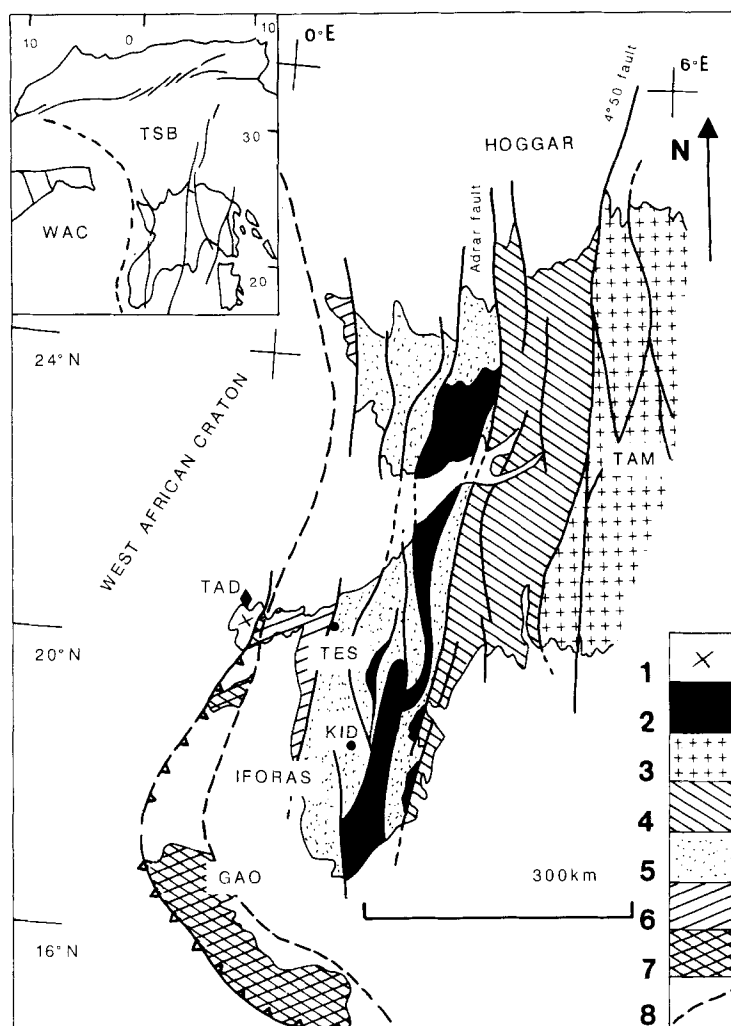 10
0
10
0°E
6°E
4°50 fault
TSB
30
HOGGAR
N
WAC
Adrar fault
20
24°N
WEST AFRICAN CRATON
TAM
TAD
20°N
TES
1
KID
2
IFORAS
3
4
GAO
300km
5
6
16°N
7
8